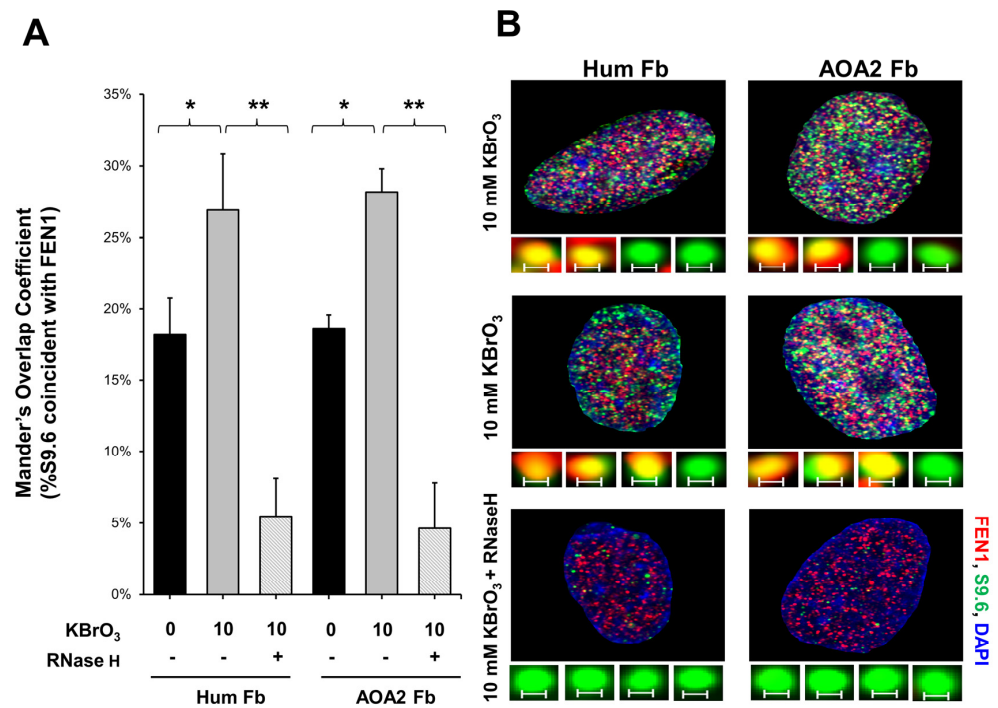 A
B
Hum Fb
AOA2 Fb
35%
30%
25%
20%
15%
10%
5%
0%
Mander's Overlap Coefficient
(%S9.6 coincident with FEN1)
* ** * **
KBrO₃ 0 10 10 0 10 10
RNase H - - + - - +
Hum Fb AOA2 Fb
10 mM KBrO₃
10 mM KBrO₃
10 mM KBrO₃ + RNaseH
FEN1, S9.6, DAPI